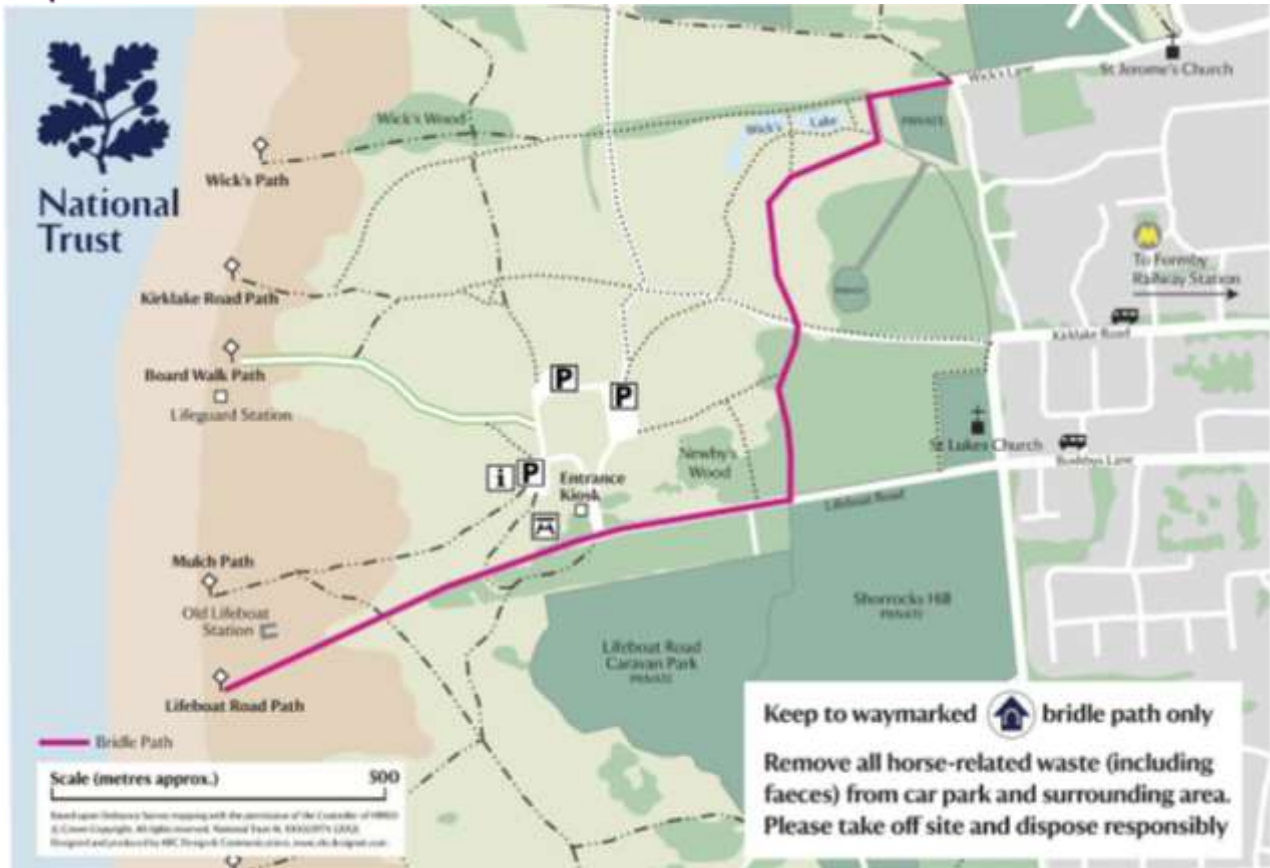 National
Trust
Wick's Wood
Wick's Path
Kirklake Road Path
Board Walk Path
Lifeguard Station
Mulch Path
Old Lifeboat
Station
Lifeboat Road Path
Bridle Path
Scale (metres approx.)
500
P
P
P
i
Entrance
Kiosk
Newby's
Wood
Wick's Lake
PRIVATE
Wick's Lane
St Jerome's Church
To Formby
Railway Station
Kirklake Road
St Lukes Church
Lifeboat Road
Shorrocks Hill
PRIVATE
Lifeboat Road
Caravan Park
PRIVATE
Keep to waymarked bridle path only
Remove all horse-related waste (including
faeces) from car park and surrounding area.
Please take off site and dispose responsibly